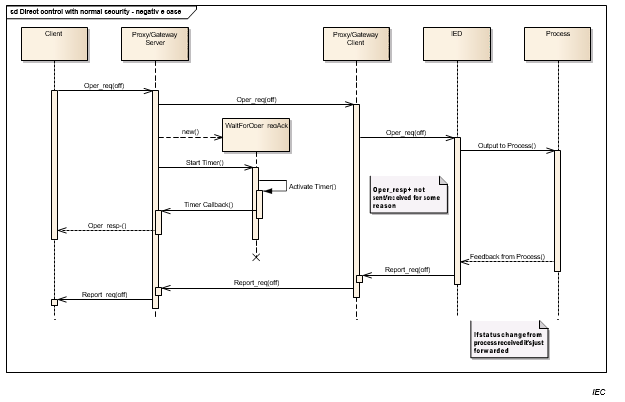 sd Direct control with normal security - negative case
Client
Proxy/Gateway
Server
Proxy/Gateway
Client
IED
Process
Oper_req(off)
Oper_req(off)
new()
WaitForOper_reqAck
Oper_req(off)
Output to Process()
Start Timer()
Activate Timer()
Oper_resp+ not
sent/received for some
reason
Timer Callback()
Oper_resp-()
Feedback from Process()
Report_req(off)
Report_req(off)
Report_req(off)
If status change from
process received it's just
forwarded
IEC